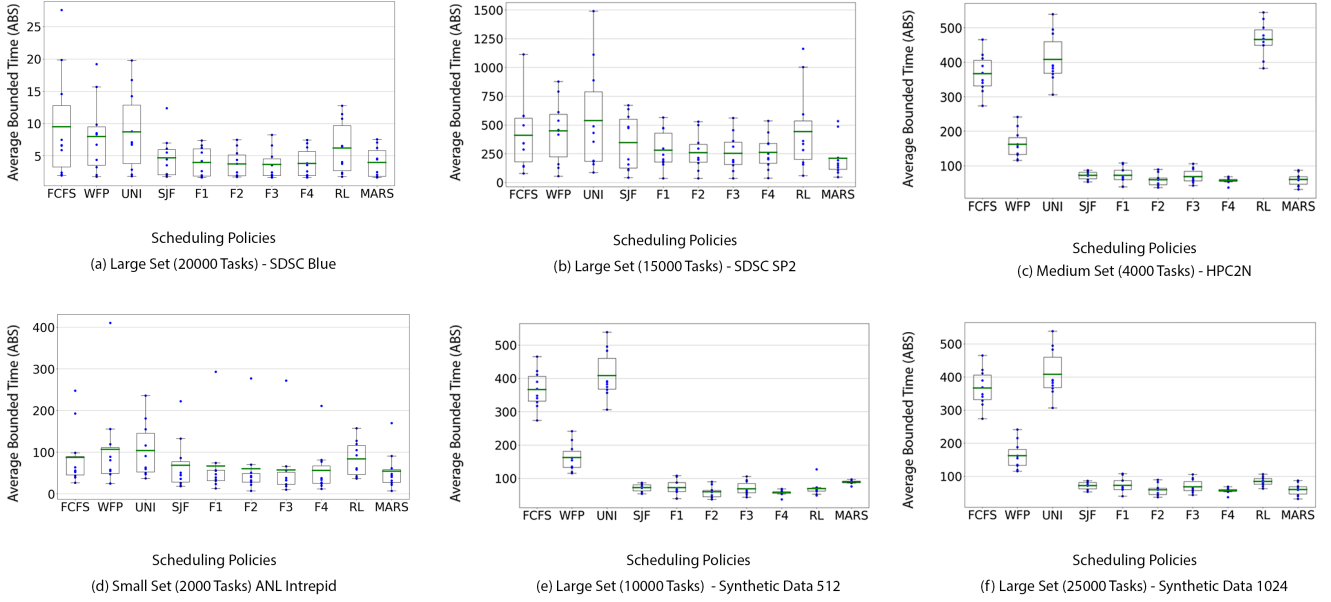 Average Bounded Time (ABS)
25
20
15
10
5
FCFS WFP UNI SJF F1 F2 F3 F4 RL MARS
Scheduling Policies
(a) Large Set (20000 Tasks) - SDSC Blue
Average Bounded Time (ABS)
1500
1250
1000
750
500
250
0
FCFS WFP UNI SJF F1 F2 F3 F4 RL MARS
Scheduling Policies
(b) Large Set (15000 Tasks) - SDSC SP2
Average Bounded Time (ABS)
500
400
300
200
100
FCFS WFP UNI SJF F1 F2 F3 F4 RL MARS
Scheduling Policies
(c) Medium Set (4000 Tasks) - HPC2N
Average Bounded Time (ABS)
400
300
200
100
0
FCFS WFP UNI SJF F1 F2 F3 F4 RL MARS
Scheduling Policies
(d) Small Set (2000 Tasks) ANL Intrepid
Average Bounded Time (ABS)
500
400
300
200
100
FCFS WFP UNI SJF F1 F2 F3 F4 RL MARS
Scheduling Policies
(e) Large Set (10000 Tasks) - Synthetic Data 512
Average Bounded Time (ABS)
500
400
300
200
100
FCFS WFP UNI SJF F1 F2 F3 F4 RL MARS
Scheduling Policies
(f) Large Set (25000 Tasks) - Synthetic Data 1024